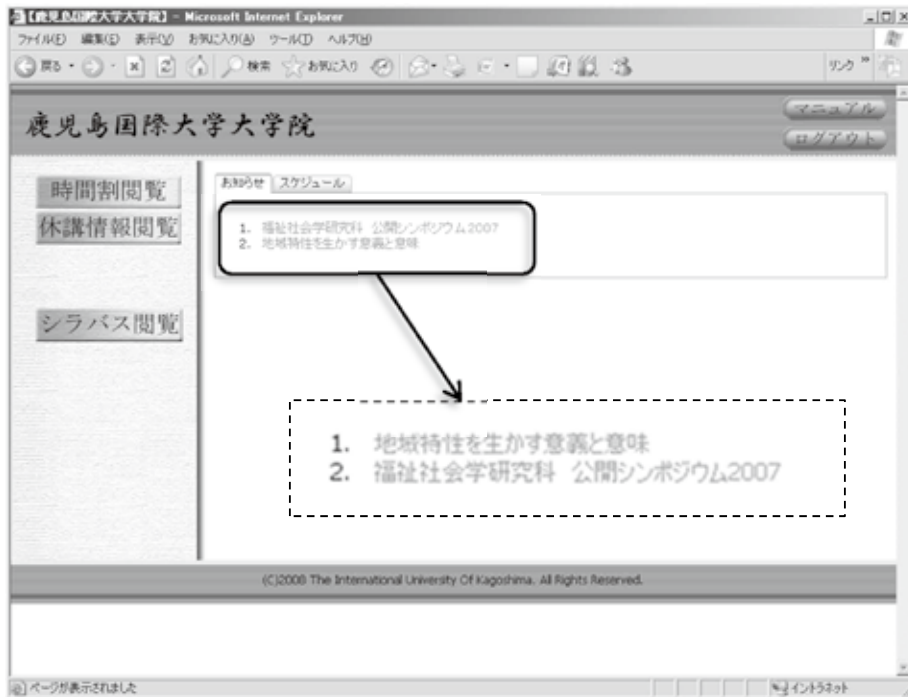 【鹿児島国際大学大学院】 - Microsoft Internet Explorer
ファイル(F) 編集(E) 表示(V) お気に入り(A) ツール(T) ヘルプ(H)
戻る 検索 お気に入り リンク »
鹿児島国際大学大学院
マニュアル
ログアウト
時間割閲覧
休講情報閲覧
シラバス閲覧
お知らせ スケジュール
1. 福祉社会学研究科 公開シンポジウム2007
2. 地域特性を生かす意義と意味
1. 地域特性を生かす意義と意味
2. 福祉社会学研究科 公開シンポジウム2007
(C)2008 The International University Of Kagoshima. All Rights Reserved.
ページが表示されました イントラネット